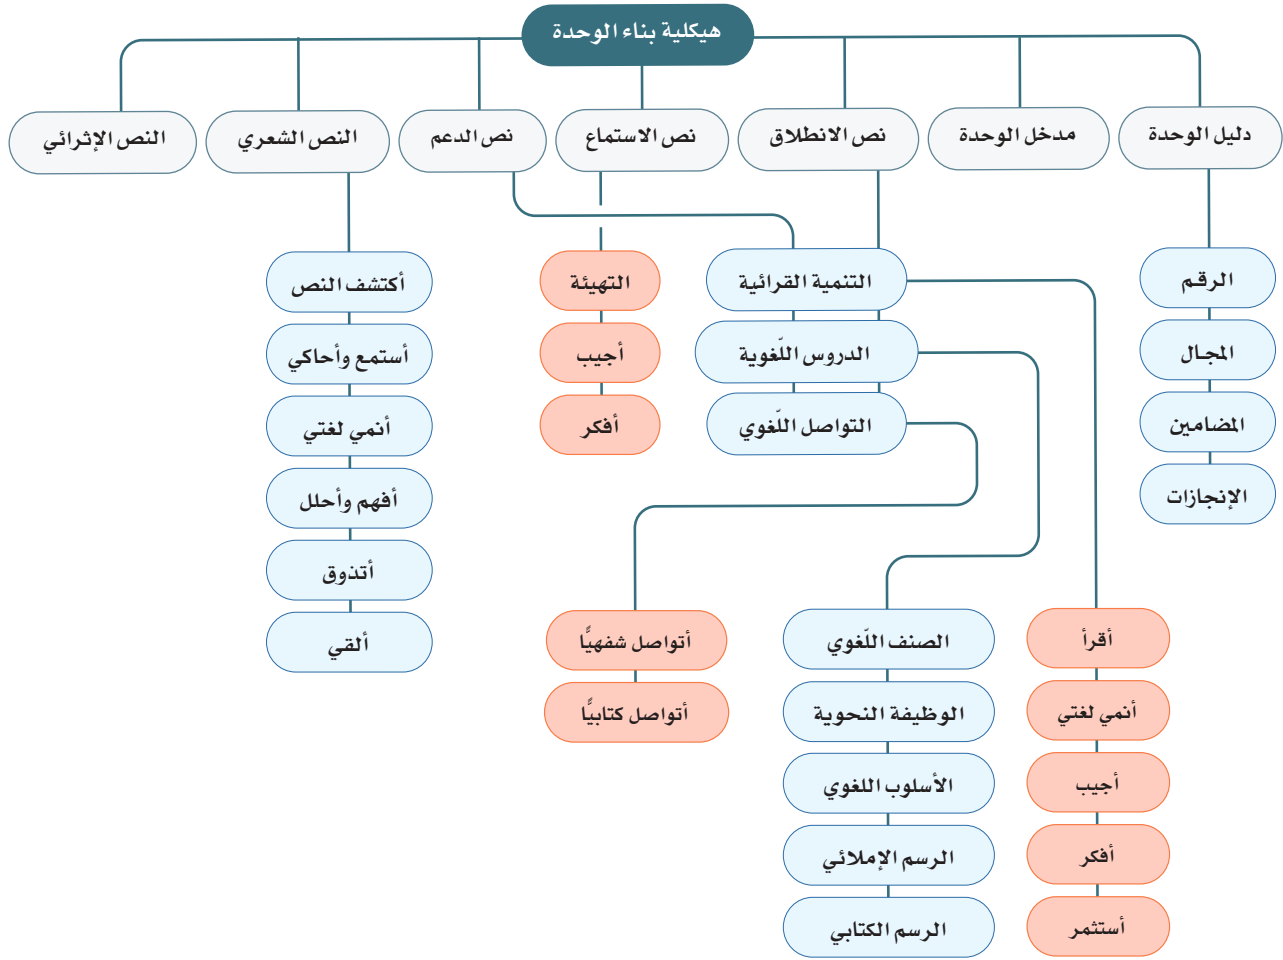 هيكلية بناء الوحدة
دليل الوحدة
مدخل الوحدة
نص الانطلاق
نص الاستماع
نص الدعم
النص الشعري
النص الإثرائي
الرقم
المجال
المضامين
الإنجازات
التنمية القرائية
الدروس اللّغوية
التواصل اللّغوي
التهيئة
أجيب
أفكر
أكتشف النص
أستمع وأحاكي
أنمي لغتي
أفهم وأحلل
أتذوق
ألقي
أقرأ
أنمي لغتي
أجيب
أفكر
أستثمر
الصنف اللّغوي
الوظيفة النحوية
الأسلوب اللغوي
الرسم الإملائي
الرسم الكتابي
أتواصل شفهيًّا
أتواصل كتابيًّا